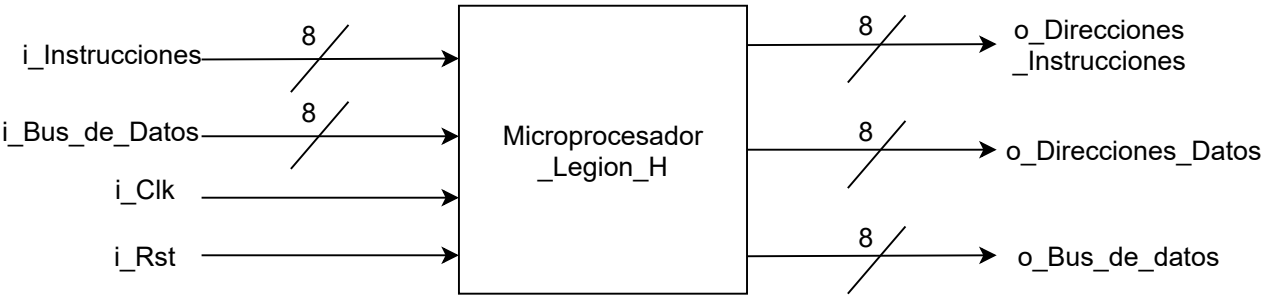 8
i_Instrucciones
8
i_Bus_de_Datos
i_Clk
i_Rst
Microprocesador
_Legion_H
8
o_Direcciones
_Instrucciones
8
o_Direcciones_Datos
8
o_Bus_de_datos